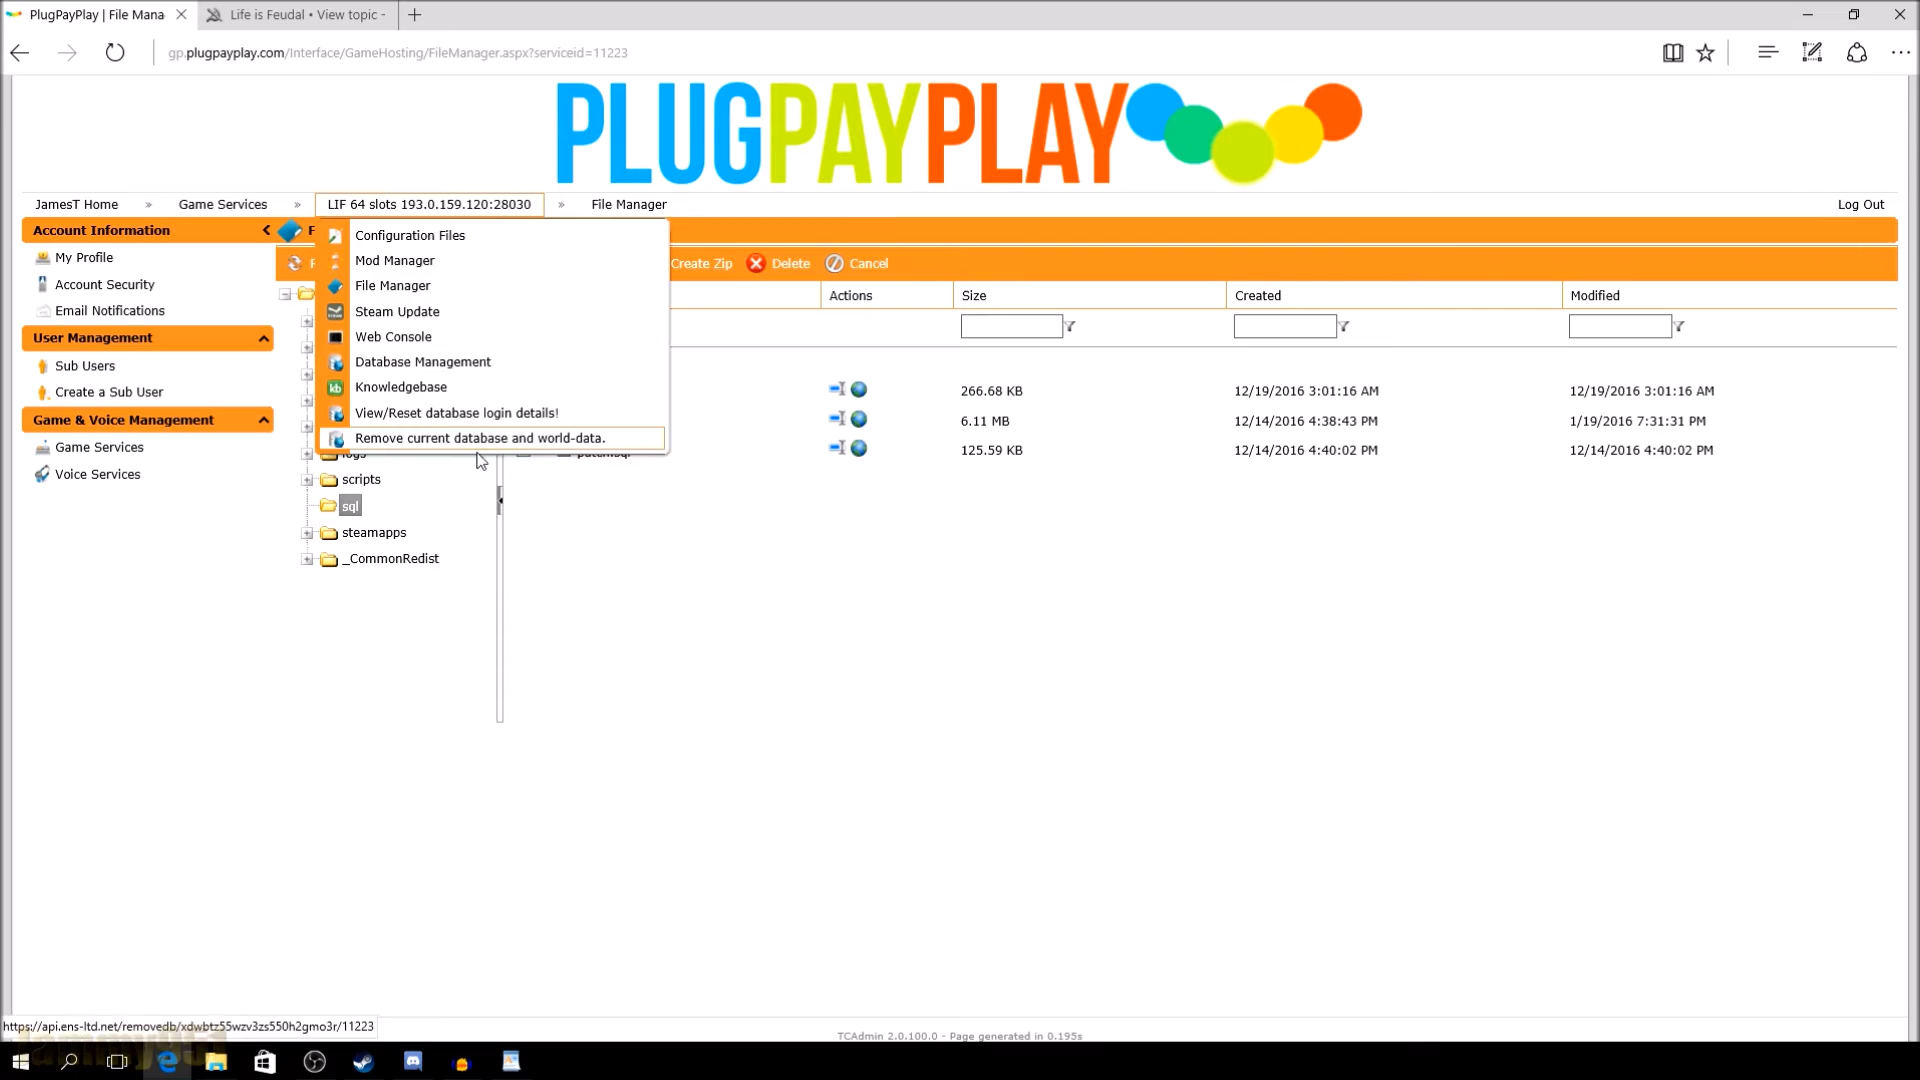 PlugPayPlay | File Mana
Life is Feudal • View topic -
gp.plugpayplay.com/Interface/GameHosting/FileManager.aspx?serviceid=11223
PLUGPAYPLAY
JamesT Home » Game Services » LIF 64 slots 193.0.159.120:28030 » File Manager Log Out
Account Information
My Profile
Account Security
Email Notifications
User Management
Sub Users
Create a Sub User
Game & Voice Management
Game Services
Voice Services
Configuration Files
Mod Manager
File Manager
Steam Update
Web Console
Database Management
kb Knowledgebase
View/Reset database login details!
Remove current database and world-data.
logs
scripts
sql
steamapps
_CommonRedist
Create Zip Delete Cancel
Actions Size Created Modified
266.68 KB 12/19/2016 3:01:16 AM 12/19/2016 3:01:16 AM
6.11 MB 12/14/2016 4:38:43 PM 1/19/2016 7:31:31 PM
125.59 KB 12/14/2016 4:40:02 PM 12/14/2016 4:40:02 PM
https://api.ens-ltd.net/removedb/xdwbtz55wzv3zs550h2gmo3r/11223
TCAdmin 2.0.100.0 - Page generated in 0.195s